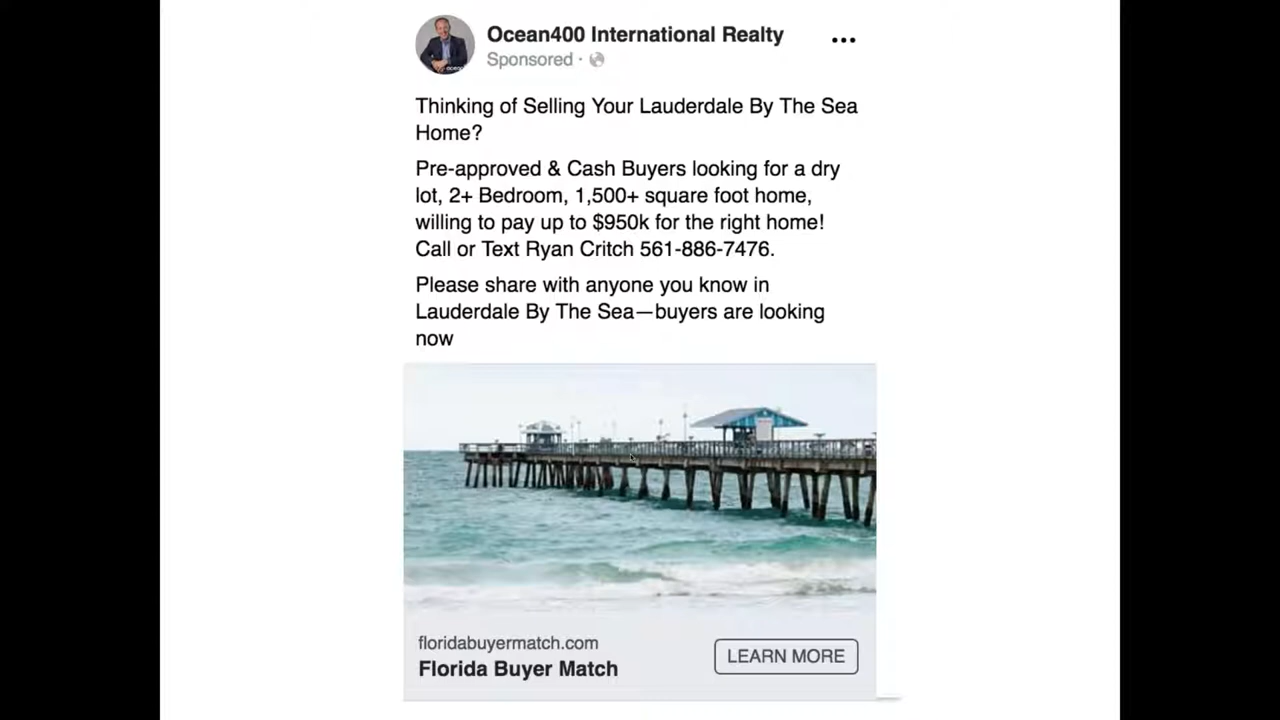 Ocean400 International Realty
Sponsored ·
Thinking of Selling Your Lauderdale By The Sea
Home?
Pre-approved & Cash Buyers looking for a dry
lot, 2+ Bedroom, 1,500+ square foot home,
willing to pay up to $950k for the right home!
Call or Text Ryan Critch 561-886-7476.
Please share with anyone you know in
Lauderdale By The Sea—buyers are looking
now
floridabuyermatch.com
Florida Buyer Match
LEARN MORE